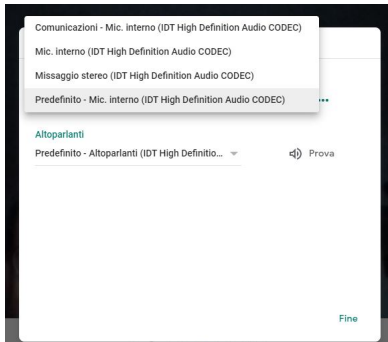 Comunicazioni - Mic. interno (IDT High Definition Audio CODEC)
Mic. interno (IDT High Definition Audio CODEC)
Missaggio stereo (IDT High Definition Audio CODEC)
Predefinito - Mic. interno (IDT High Definition Audio CODEC)
Altoparlanti
Predefinito - Altoparlanti (IDT High Definitio... Prova
Fine